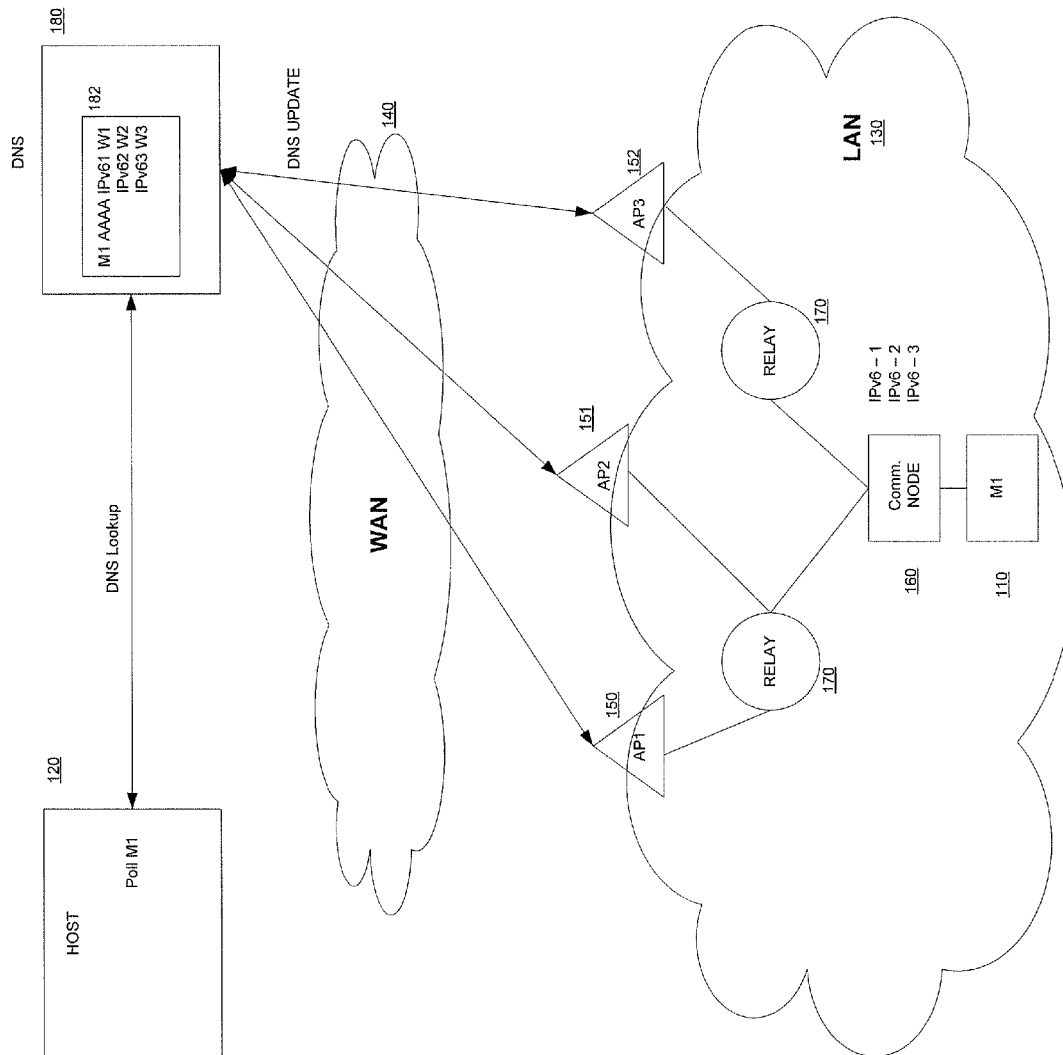 120
HOST
Poll M1
DNS Lookup
DNS
180
182
M1 AAAA IPv61 W1
IPv62 W2
IPv63 W3
DNS UPDATE
WAN
140
150
AP1
151
AP2
152
AP3
RELAY
170
RELAY
170
LAN
130
IPv6 – 1
IPv6 – 2
IPv6 – 3
Comm.
NODE
160
M1
110